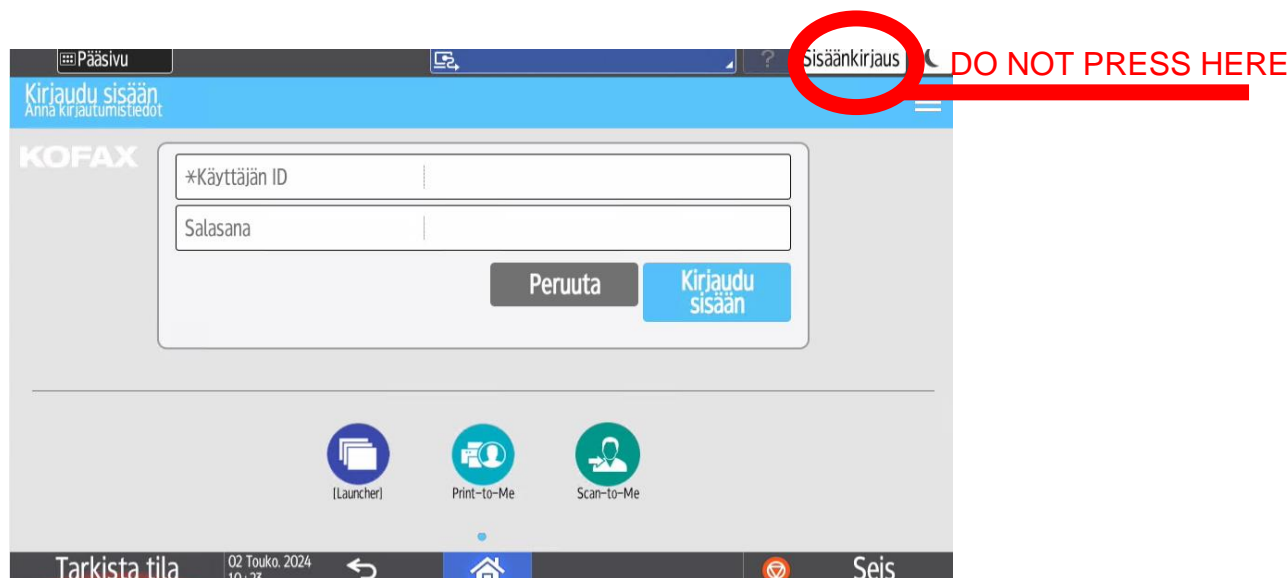 Pääsivu
?
Sisäänkirjaus
DO NOT PRESS HERE
Kirjaudu sisään
Anna kirjautumistiedot
KOFAX
*Käyttäjän ID
Salasana
Peruuta
Kirjaudu
sisään
[Launcher]
Print-to-Me
Scan-to-Me
Tarkista tila
02 Touko. 2024
Seis